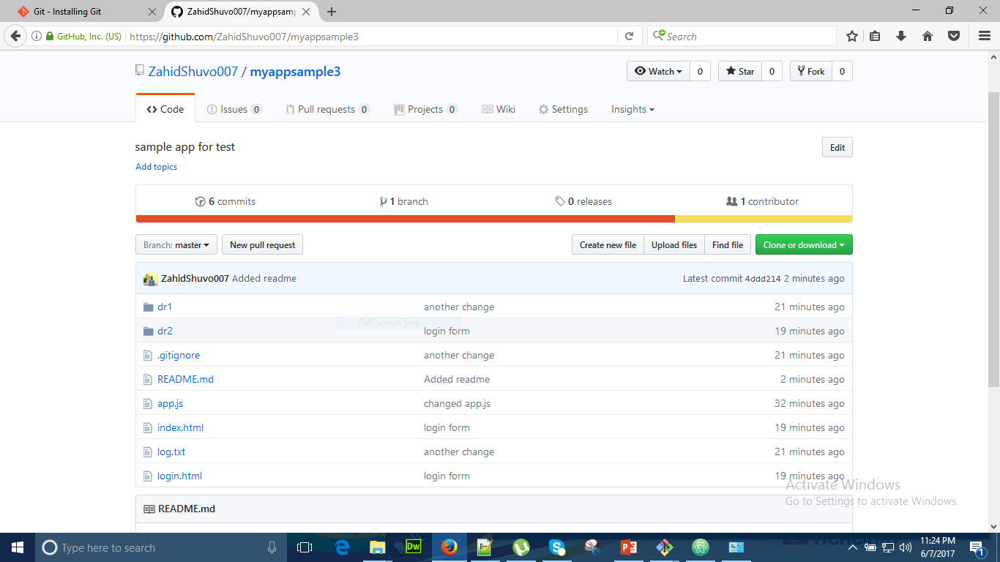 Git - Installing Git
ZahidShuvo007/myappsamp
GitHub, Inc. (US) https://github.com/ZahidShuvo007/myappsample3 Search
ZahidShuvo007 / myappsample3 Watch 0 Star 0 Fork 0
Code Issues 0 Pull requests 0 Projects 0 Wiki Settings Insights
sample app for test Edit
Add topics
6 commits 1 branch 0 releases 1 contributor
Branch: master New pull request Create new file Upload files Find file Clone or download
ZahidShuvo007 Added readme Latest commit 4ddd214 2 minutes ago
dr1 another change 21 minutes ago
Full-screen Snip
dr2 login form 19 minutes ago
.gitignore another change 21 minutes ago
README.md Added readme 2 minutes ago
app.js changed app.js 32 minutes ago
index.html login form 19 minutes ago
log.txt another change 21 minutes ago
login.html login form 19 minutes ago
Activate Windows
Go to Settings to activate Windows.
README.md
Type here to search Dw 11:24 PM
6/7/2017 1